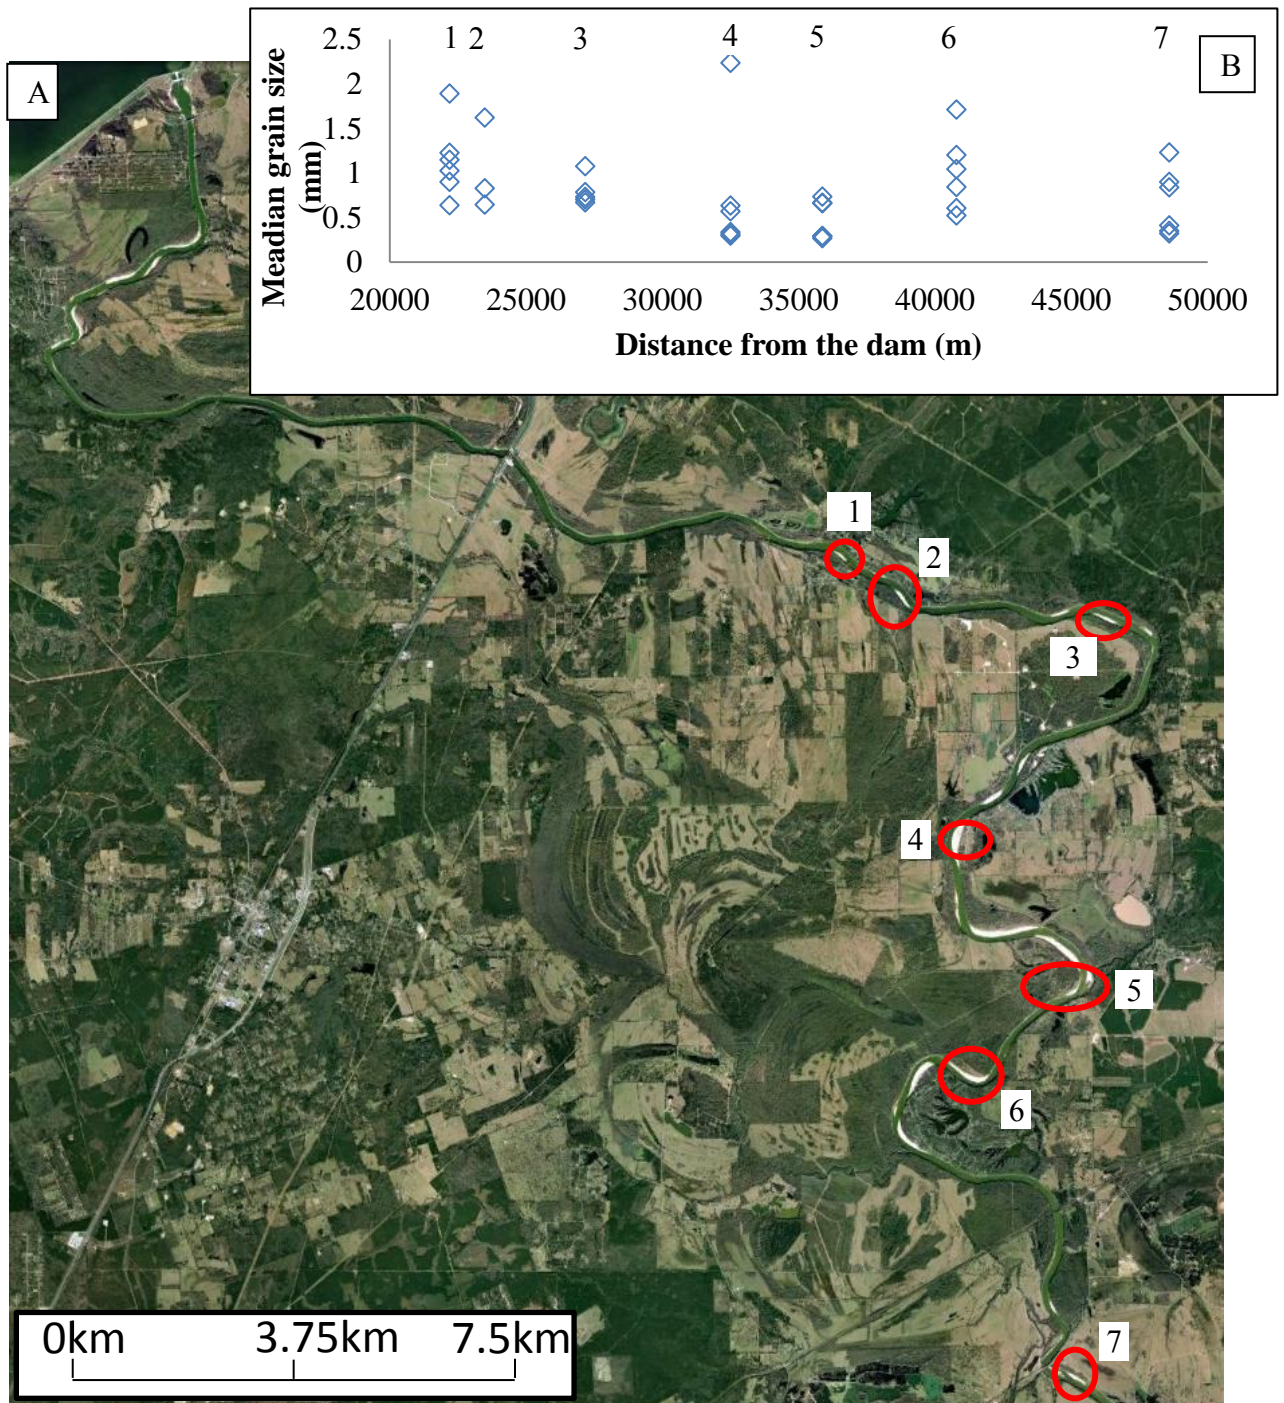 A
B
1 2 3 4 5 6 7
2.5
2
1.5
1
0.5
0
Meadian grain size
(mm)
20000 25000 30000 35000 40000 45000 50000
Distance from the dam (m)
1
2
3
4
5
6
7
0km 3.75km 7.5km